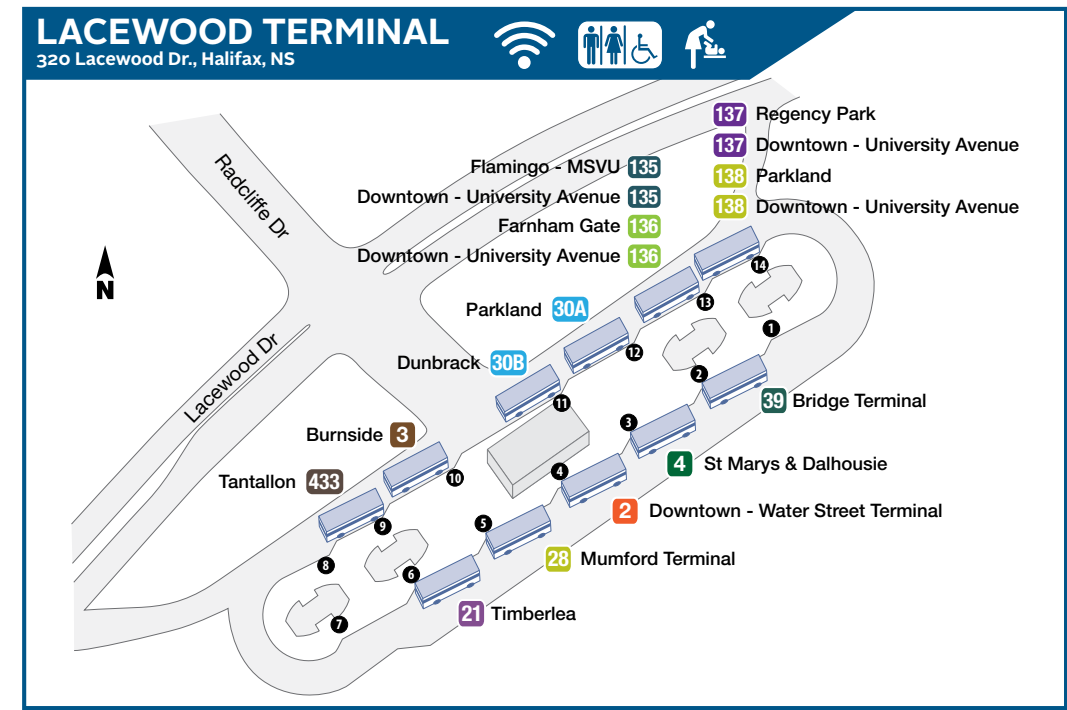 LACEWOOD TERMINAL
320 Lacewood Dr., Halifax, NS
137 Regency Park
137 Downtown - University Avenue
138 Parkland
138 Downtown - University Avenue
Flamingo - MSVU 135
Downtown - University Avenue 135
Farnham Gate 136
Downtown - University Avenue 136
Radcliffe Dr
N
Lacewood Dr
Parkland 30A
Dunbrack 30B
Burnside 3
Tantallon 433
14
13
12
11
10
9
8
7
1
2
3
4
5
6
39 Bridge Terminal
4 St Marys & Dalhousie
2 Downtown - Water Street Terminal
28 Mumford Terminal
21 Timberlea